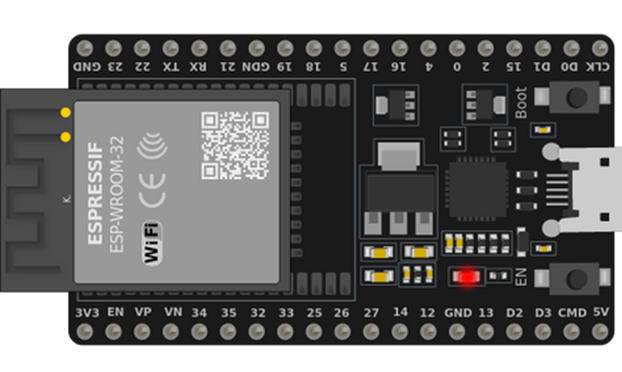 GND 23 22 TX RX 21 GND 19 18 5 17 16 4 0 2 15 D1 D0 CLK
Boot
ESPRESSIF
ESP-WROOM-32
CE
WiFi
K
EN
3V3 EN VP VN 34 35 32 33 25 26 27 14 12 GND 13 D2 D3 CMD 5V